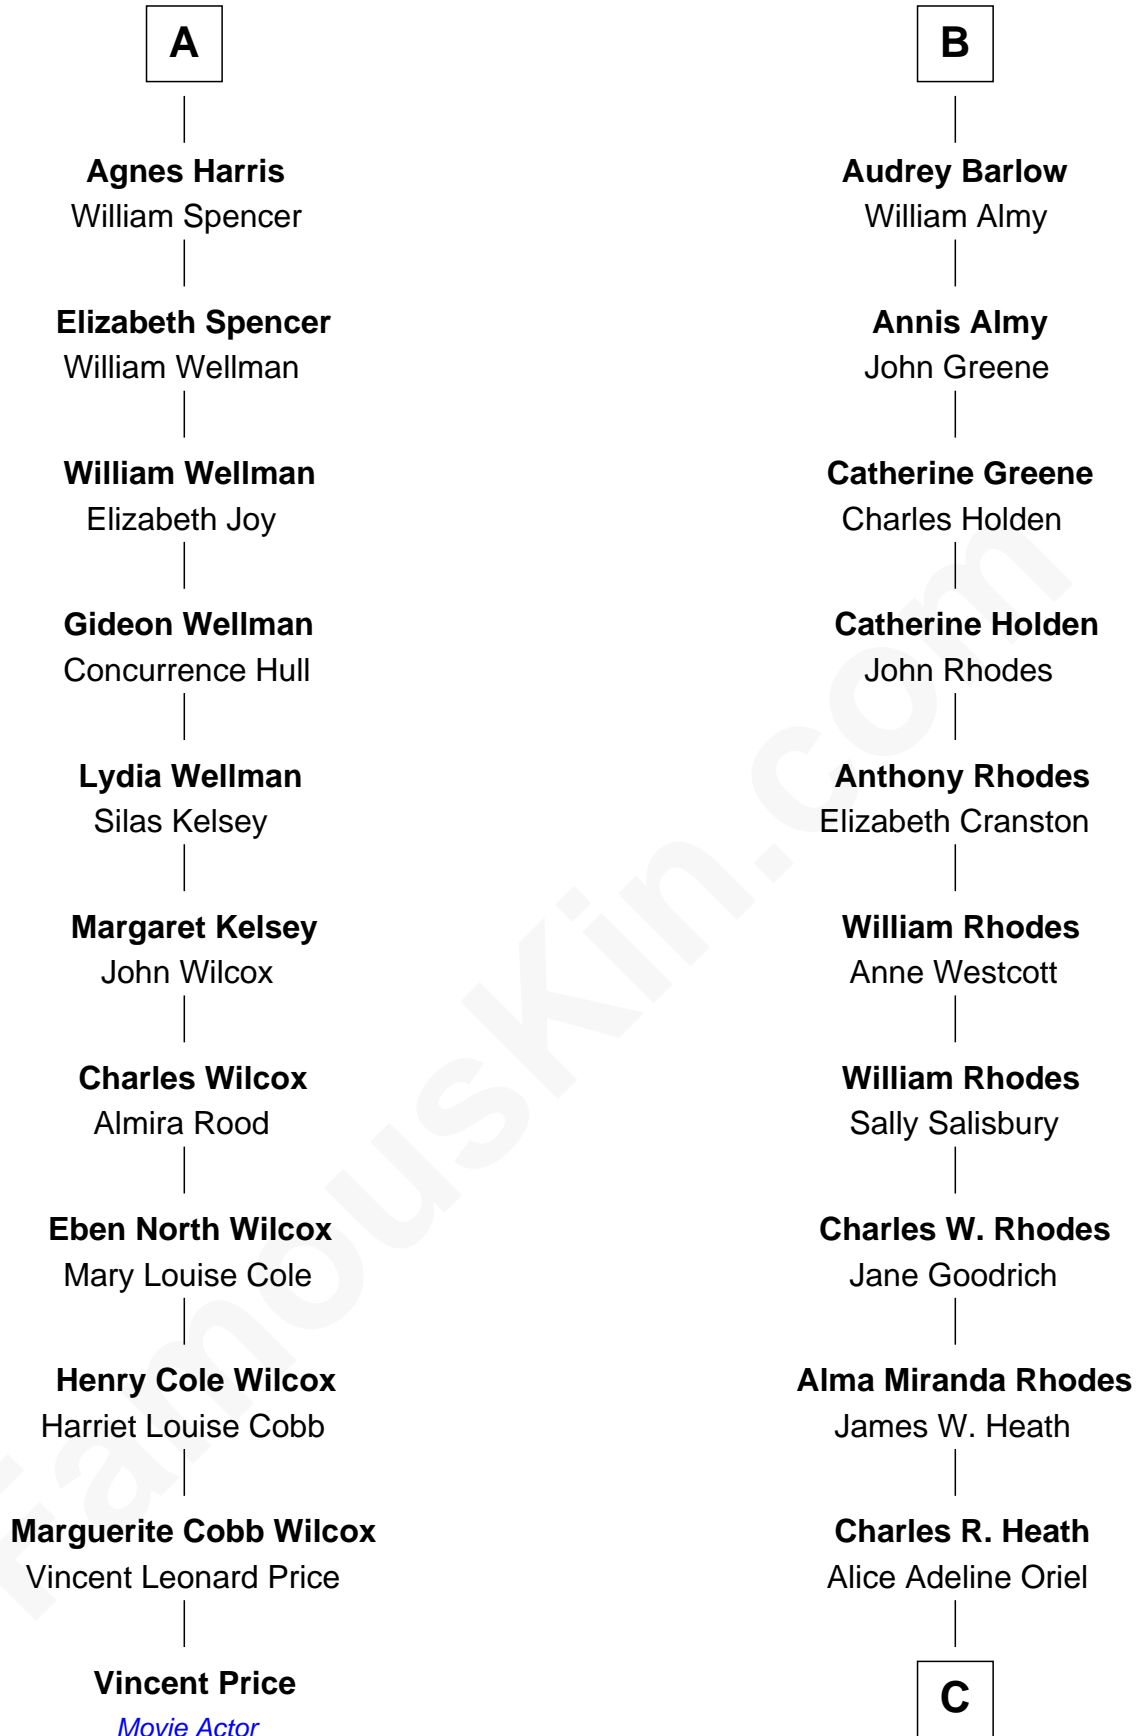 A
Agnes Harris
William Spencer
Elizabeth Spencer
William Wellman
William Wellman
Elizabeth Joy
Gideon Wellman
Concurrence Hull
Lydia Wellman
Silas Kelsey
Margaret Kelsey
John Wilcox
Charles Wilcox
Almira Rood
Eben North Wilcox
Mary Louise Cole
Henry Cole Wilcox
Harriet Louise Cobb
Marguerite Cobb Wilcox
Vincent Leonard Price
Vincent Price
Movie Actor
B
Audrey Barlow
William Almy
Annis Almy
John Greene
Catherine Greene
Charles Holden
Catherine Holden
John Rhodes
Anthony Rhodes
Elizabeth Cranston
William Rhodes
Anne Westcott
William Rhodes
Sally Salisbury
Charles W. Rhodes
Jane Goodrich
Alma Miranda Rhodes
James W. Heath
Charles R. Heath
Alice Adeline Oriel
C
FamousKin.com